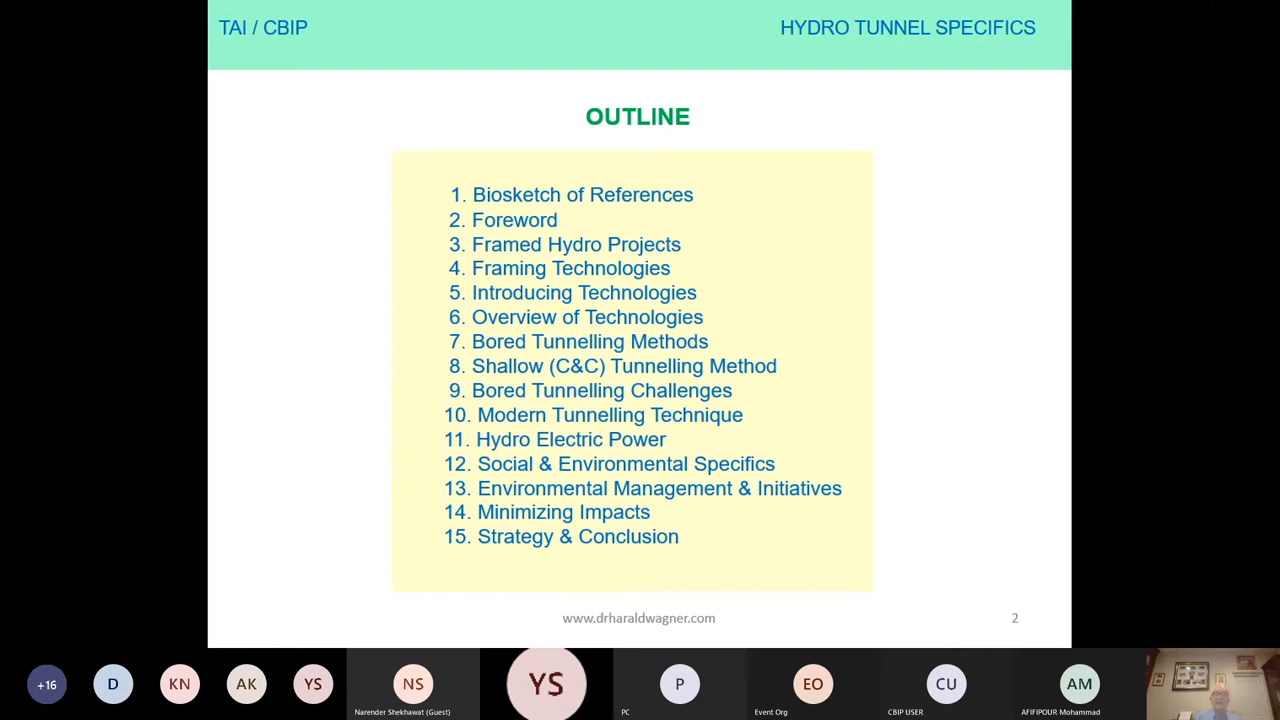 TAI / CBIP
HYDRO TUNNEL SPECIFICS
OUTLINE
1. Biosketch of References
2. Foreword
3. Framed Hydro Projects
4. Framing Technologies
5. Introducing Technologies
6. Overview of Technologies
7. Bored Tunnelling Methods
8. Shallow (C&C) Tunnelling Method
9. Bored Tunnelling Challenges
10. Modern Tunnelling Technique
11. Hydro Electric Power
12. Social & Environmental Specifics
13. Environmental Management & Initiatives
14. Minimizing Impacts
15. Strategy & Conclusion
www.drharaldwagner.com
2
+16
D
KN
AK
YS
NS
Narender Shekhawat (Guest)
YS
P
PC
EO
Event Org
CU
CBIP USER
AM
AFIFIPOUR Mohammad